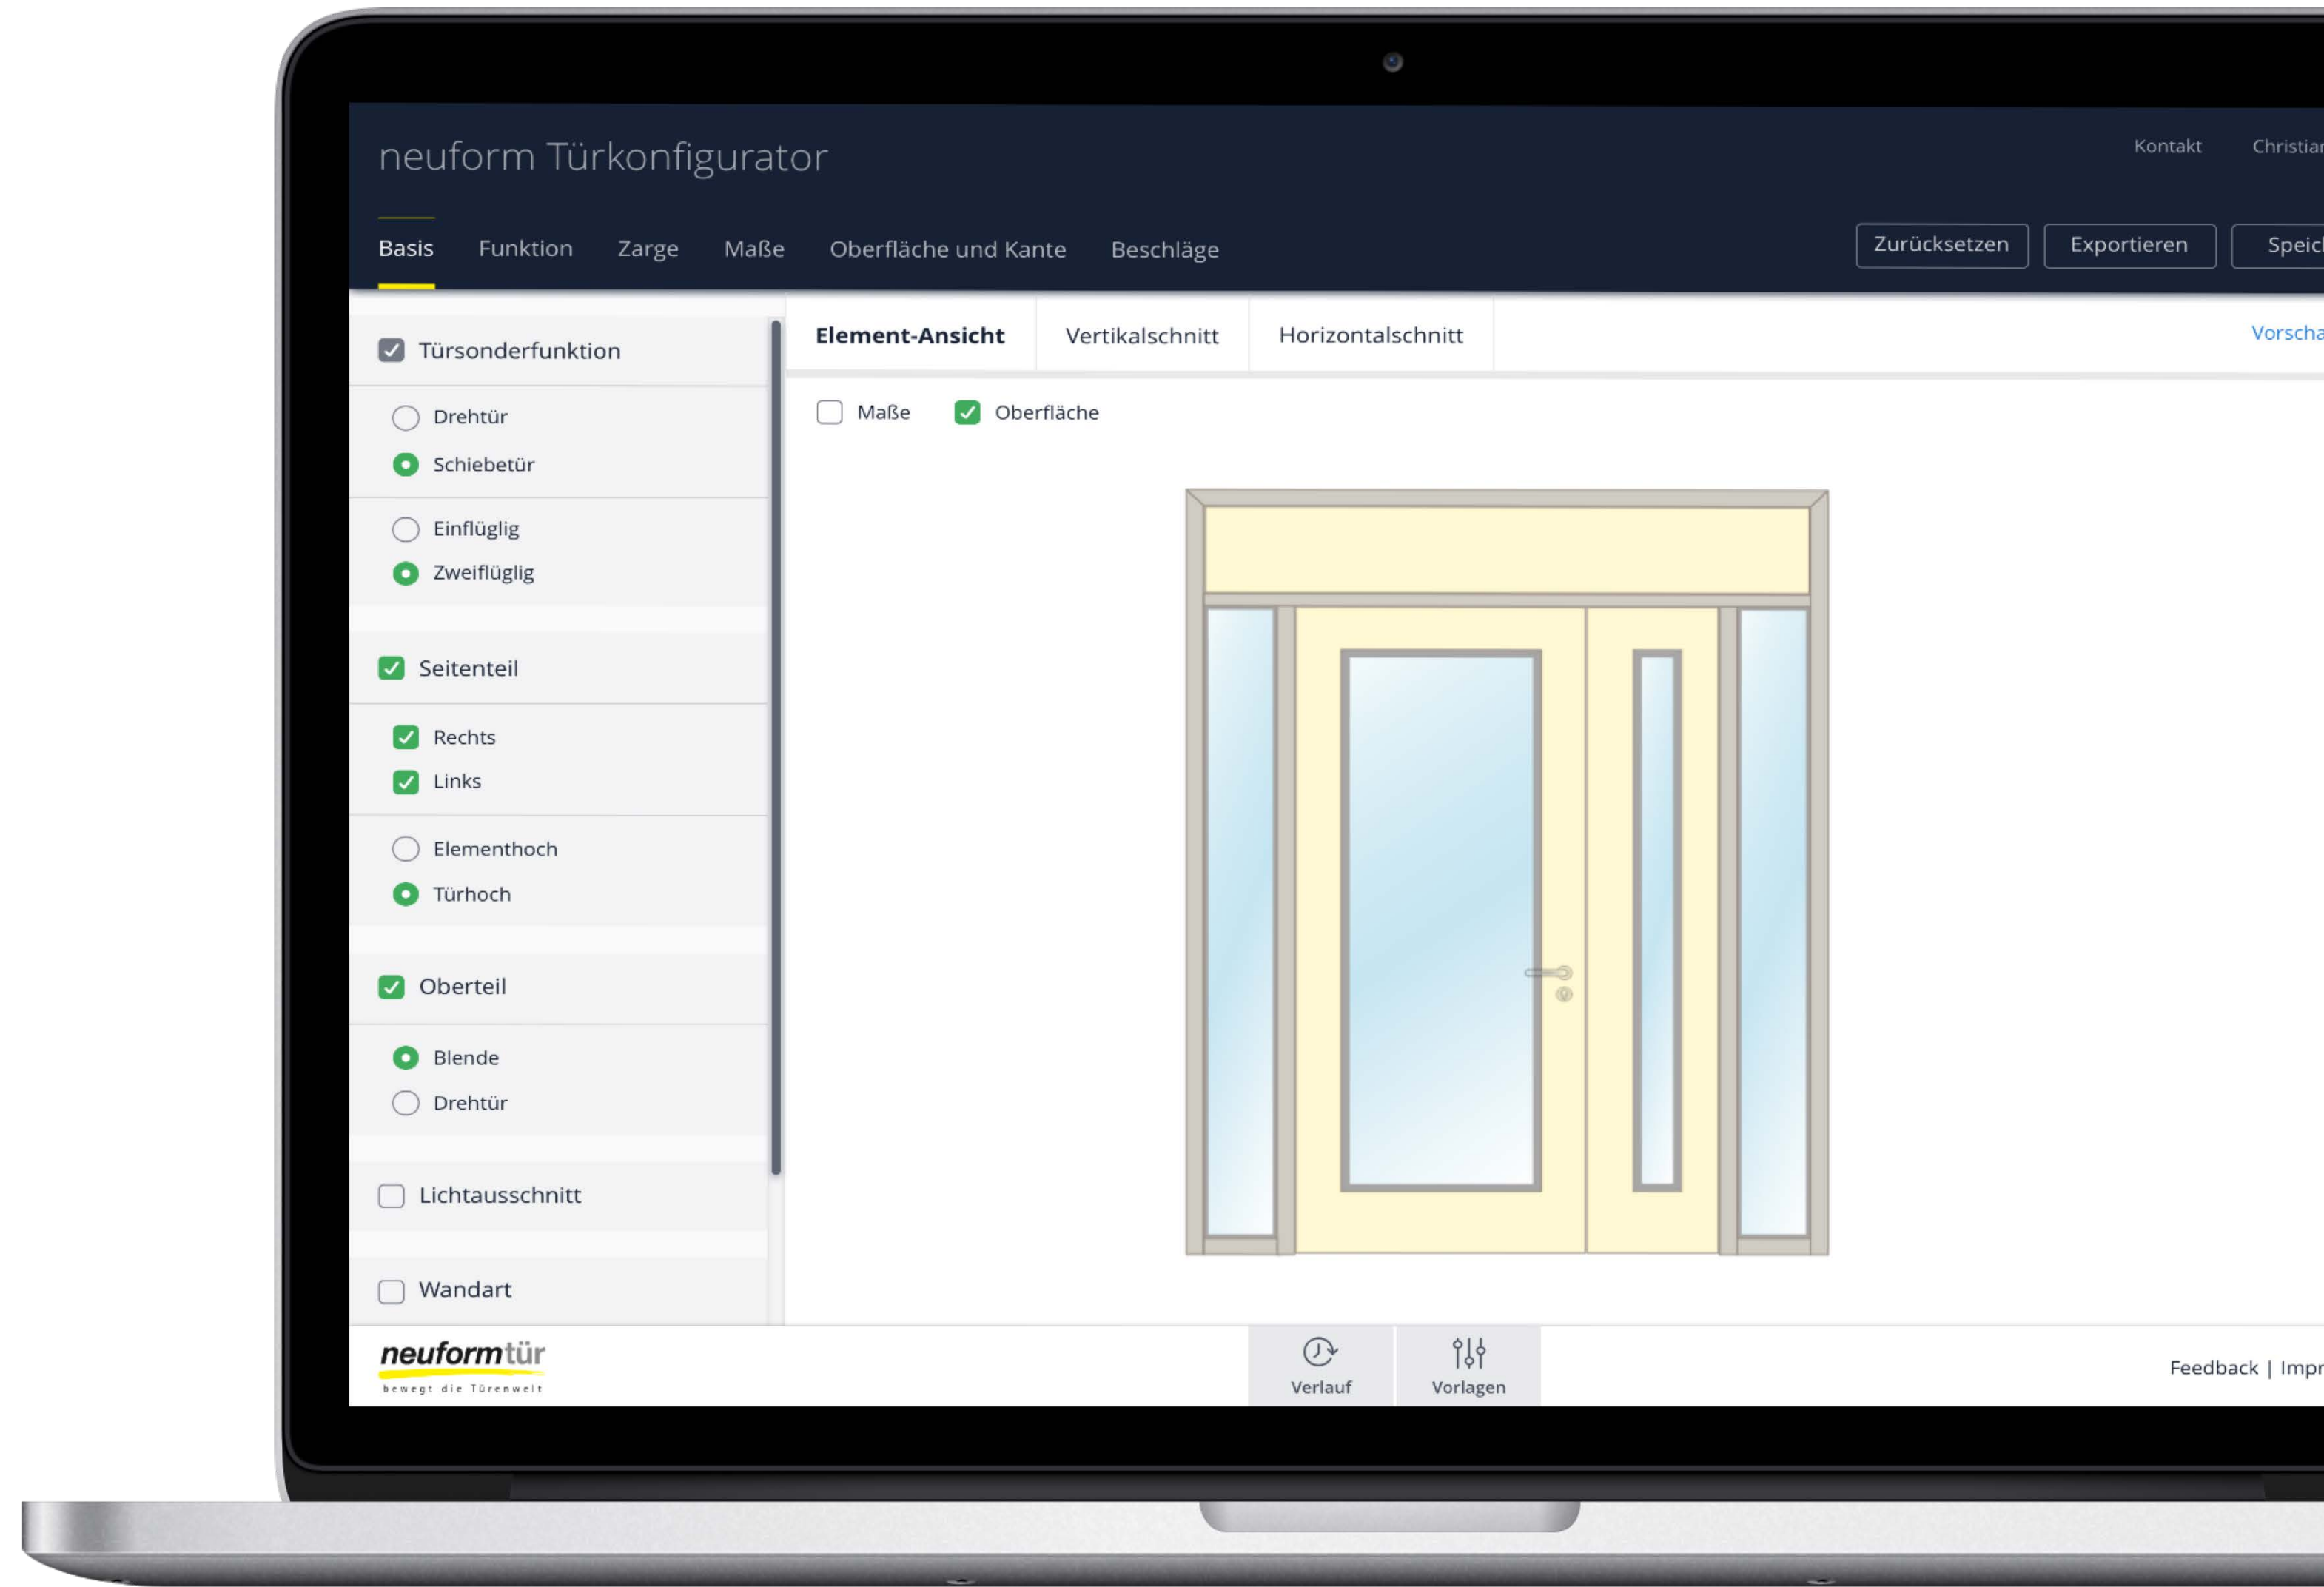 neuform Türkonfigurator
Kontakt
Basis Funktion Zarge Maße Oberfläche und Kante Beschläge
Zurücksetzen Exportieren
Türsonderfunktion
Drehtür
Schiebetür
Einflüglig
Zweiflüglig
Seitenteil
Rechts
Links
Elementhoch
Türhoch
Oberteil
Blende
Drehtür
Lichtausschnitt
Wandart
Element-Ansicht Vertikalschnitt Horizontalschnitt
Maße Oberfläche
neuformtür
bewegt die Türenwelt
Verlauf Vorlagen
Feedback |